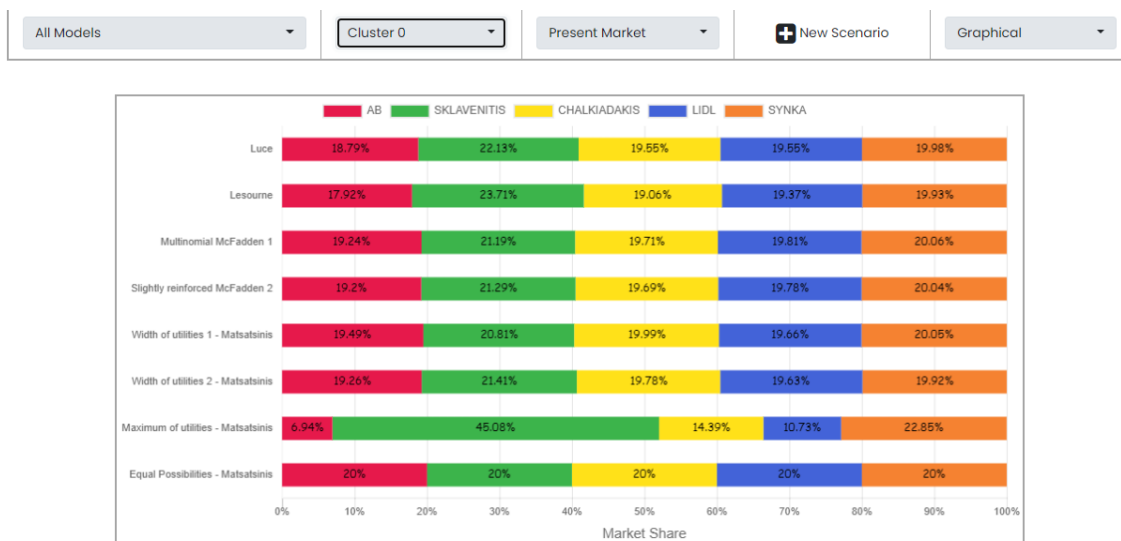 All Models Cluster 0 Present Market New Scenario Graphical
AB SKLAVENITIS CHALKIADAKIS LIDL SYNKA
Luce 18.79% 22.13% 19.55% 19.55% 19.98%
Lesourne 17.92% 23.71% 19.06% 19.37% 19.93%
Multinomial McFadden 1 19.24% 21.19% 19.71% 19.81% 20.06%
Slightly reinforced McFadden 2 19.2% 21.29% 19.69% 19.78% 20.04%
Width of utilities 1 - Matsatsinis 19.49% 20.81% 19.99% 19.66% 20.05%
Width of utilities 2 - Matsatsinis 19.26% 21.41% 19.78% 19.63% 19.92%
Maximum of utilities - Matsatsinis 6.94% 45.08% 14.39% 10.73% 22.85%
Equal Possibilities - Matsatsinis 20% 20% 20% 20% 20%
0% 10% 20% 30% 40% 50% 60% 70% 80% 90% 100%
Market Share